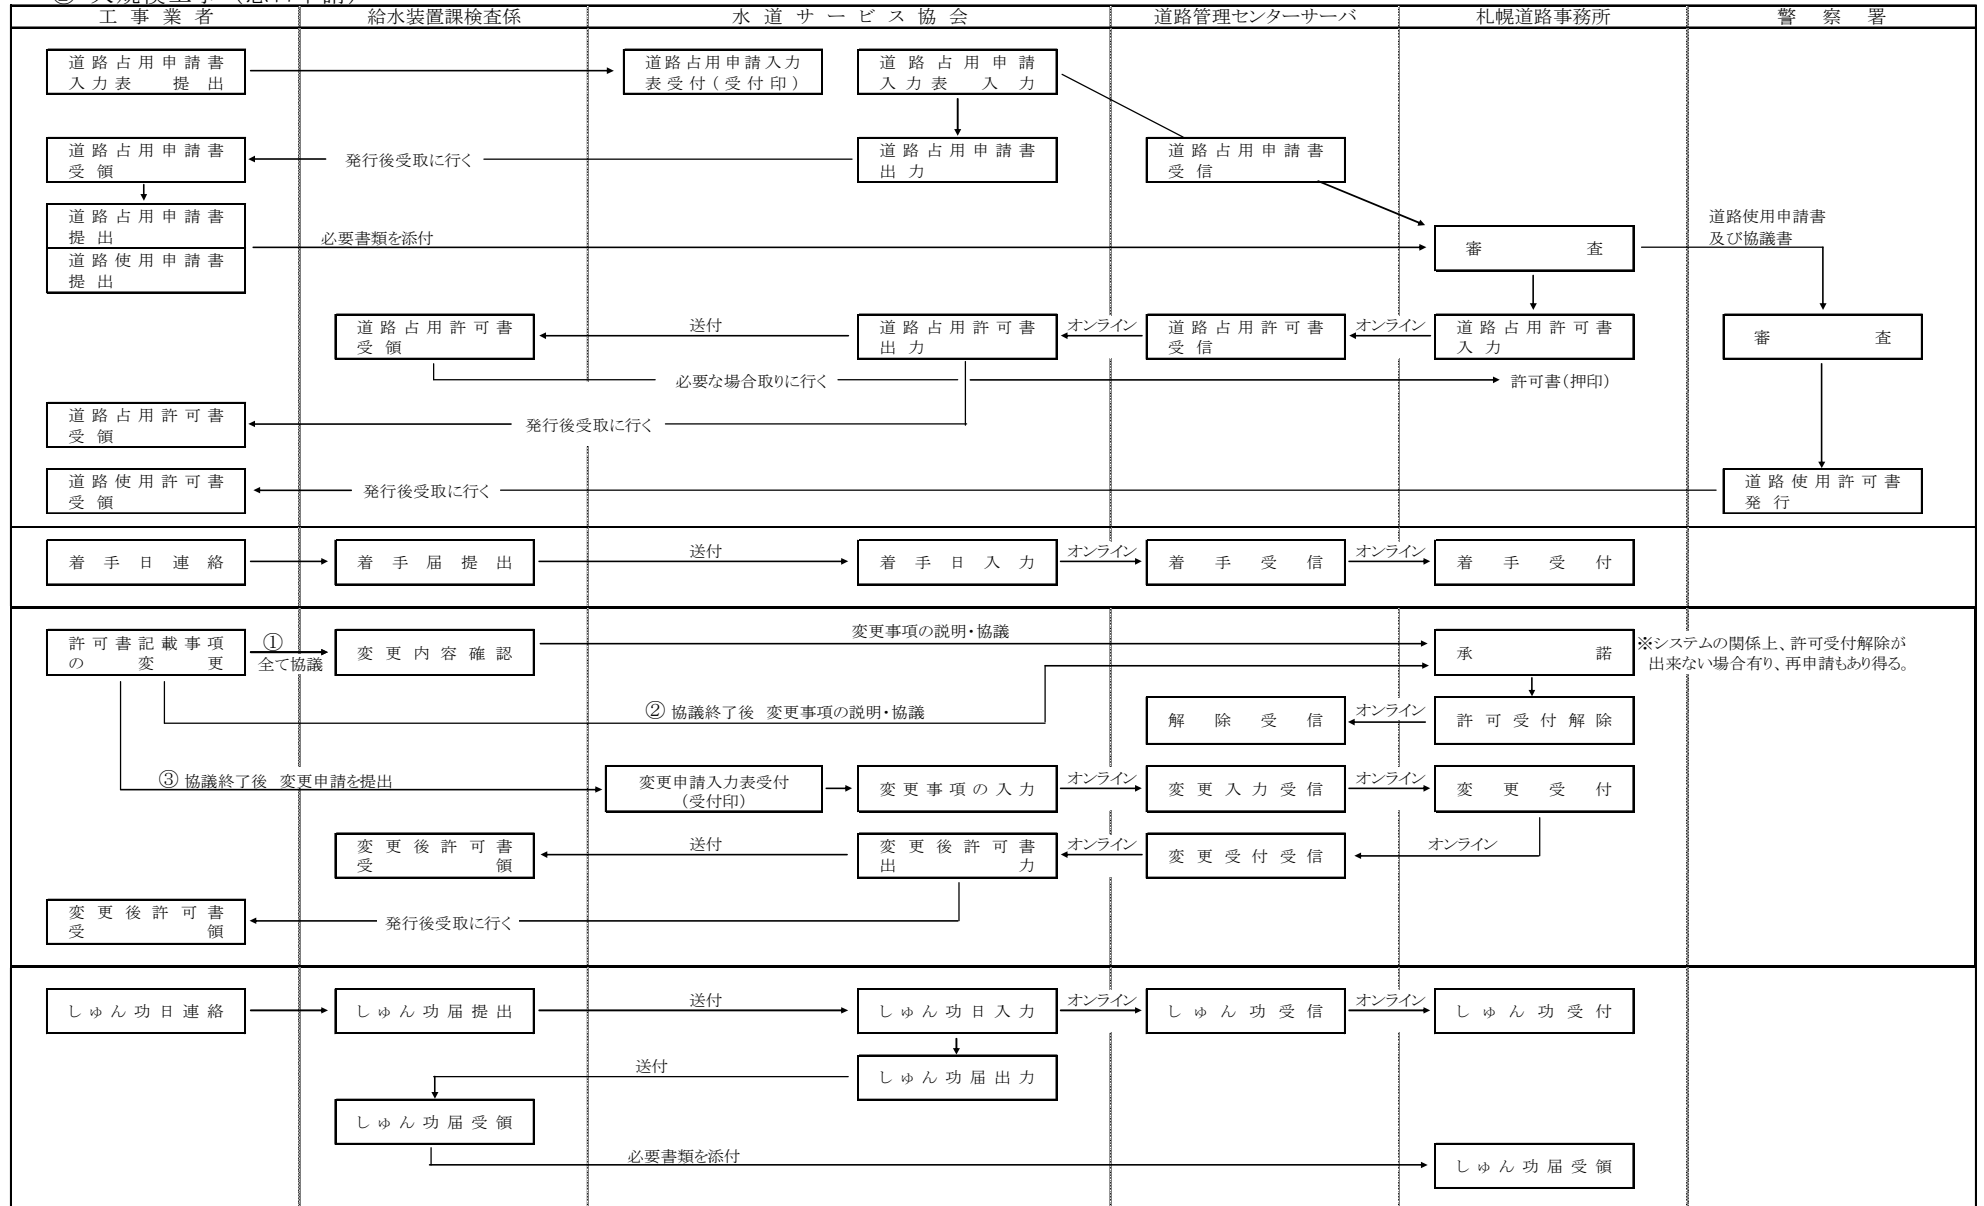 工事業者
給水装置課検査係
水道サービス協会
道路管理センターサーバ
札幌道路事務所
警察署
道路占用申請書
入力表 提出
道路占用申請入力
表受付(受付印)
道路占用申請
入力表 入力
道路占用申請書
受領
発行後受取に行く
道路占用申請書
出力
道路占用申請書
受信
道路占用申請書
提出
道路使用申請書
提出
必要書類を添付
審査
道路使用申請書
及び協議書
道路占用許可書
受領
送付
道路占用許可書
出力
オンライン
道路占用許可書
受信
オンライン
道路占用許可書
入力
審査
必要な場合取りに行く
許可書(押印)
道路占用許可書
受領
発行後受取に行く
道路使用許可書
受領
発行後受取に行く
道路使用許可書
発行
着手日連絡
着手届提出
送付
着手日入力
オンライン
着手受信
オンライン
着手受付
許可書記載事項
の変更
①
全て協議
変更内容確認
変更事項の説明・協議
承諾
※システムの関係上、許可受付解除が
出来ない場合有り、再申請もあり得る。
② 協議終了後 変更事項の説明・協議
解除受信
オンライン
許可受付解除
③ 協議終了後 変更申請を提出
変更申請入力表受付
(受付印)
変更事項の入力
オンライン
変更入力受信
オンライン
変更受付
変更後許可書
受領
送付
変更後許可書
出力
オンライン
変更受付受信
オンライン
変更後許可書
受領
発行後受取に行く
しゅん功日連絡
しゅん功届提出
送付
しゅん功日入力
オンライン
しゅん功受信
オンライン
しゅん功受付
送付
しゅん功届出力
しゅん功届受領
必要書類を添付
しゅん功届受領